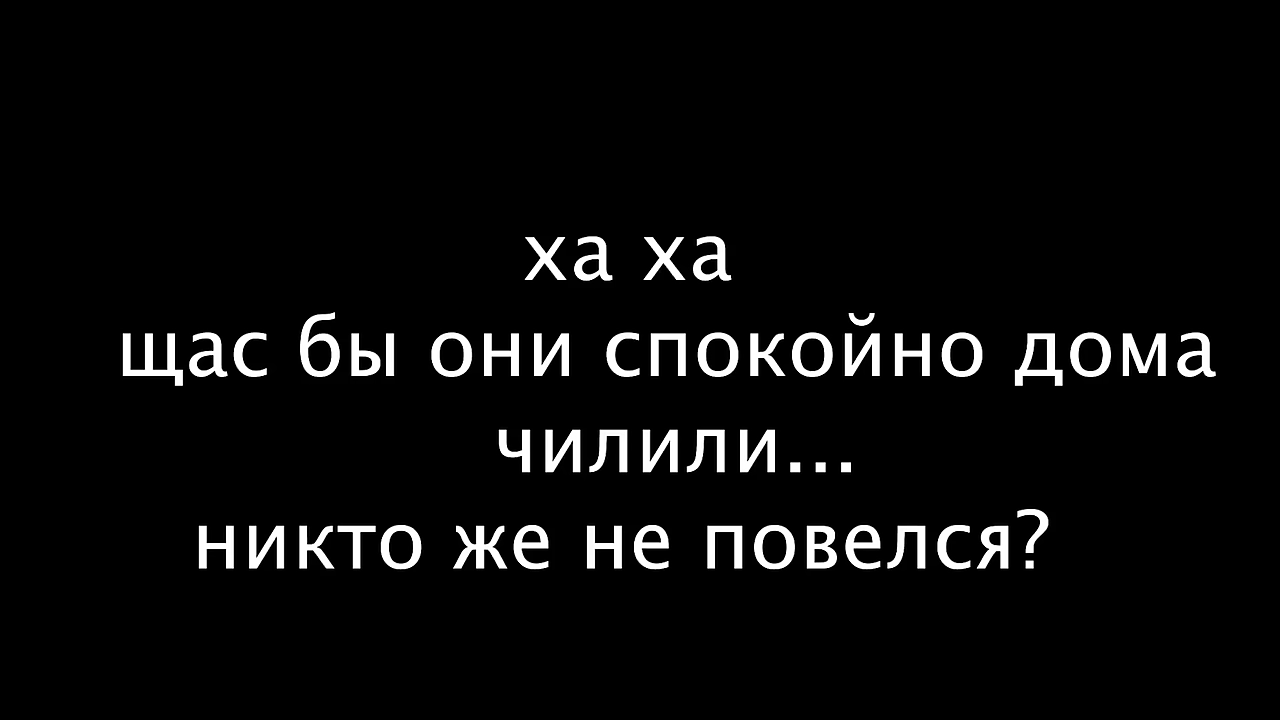 ха ха
щас бы они спокойно дома
чилили...
никто же не повелся?